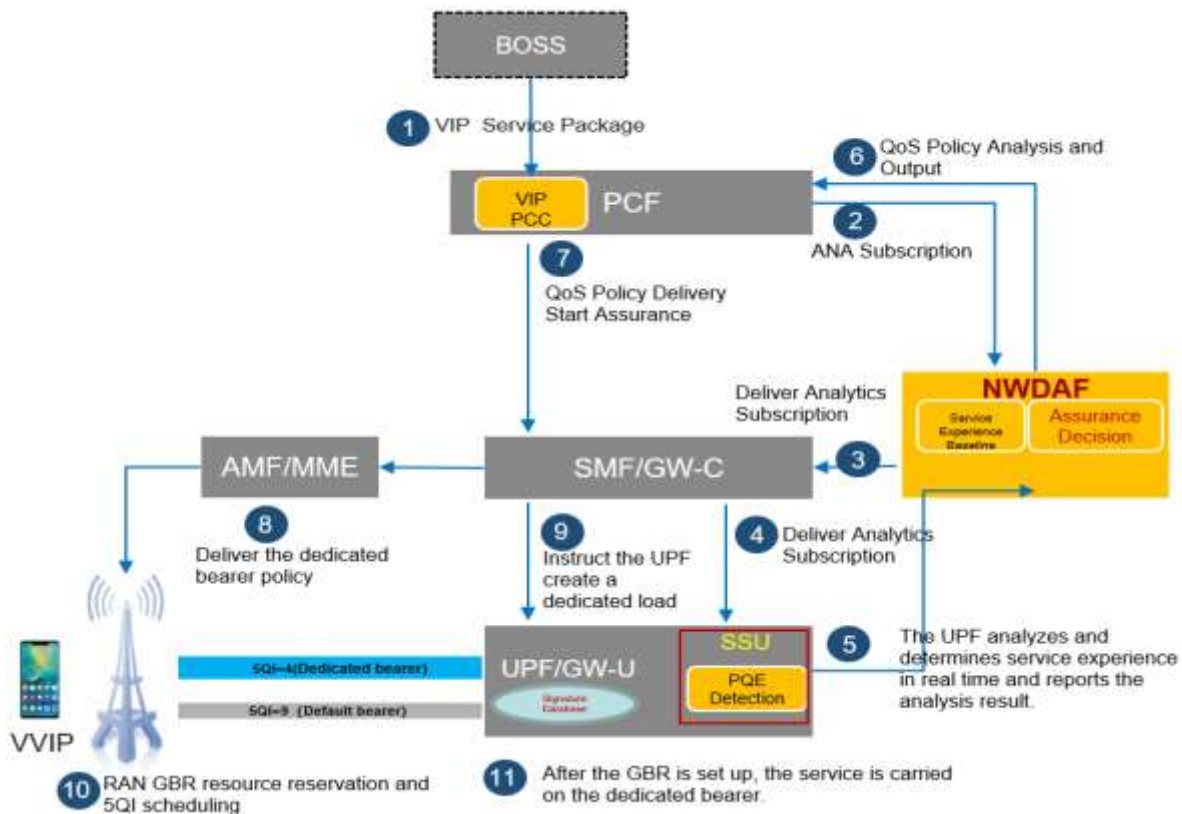 BOSS
1
VIP Service Package
6
QoS Policy Analysis and
Output
VIP
PCC
PCF
2
ANA Subscription
7
QoS Policy Delivery
Start Assurance
NWDAF
Service
Experience
Baseline
Assurance
Decision
Deliver Analytics
Subscription
3
AMF/MME
SMF/GW-C
8
Deliver the dedicated
bearer policy
9
Instruct the UPF
create a
dedicated load
4
Deliver Analytics
Subscription
5
The UPF analyzes and
determines service experience
in real time and reports the
analysis result.
UPF/GW-U
Signature
Database
SSU
PQE
Detection
5QI=4(Dedicated bearer)
5QI=9 (Default bearer)
VVIP
10
RAN GBR resource reservation and
5QI scheduling
11
After the GBR is set up, the service is carried
on the dedicated bearer.